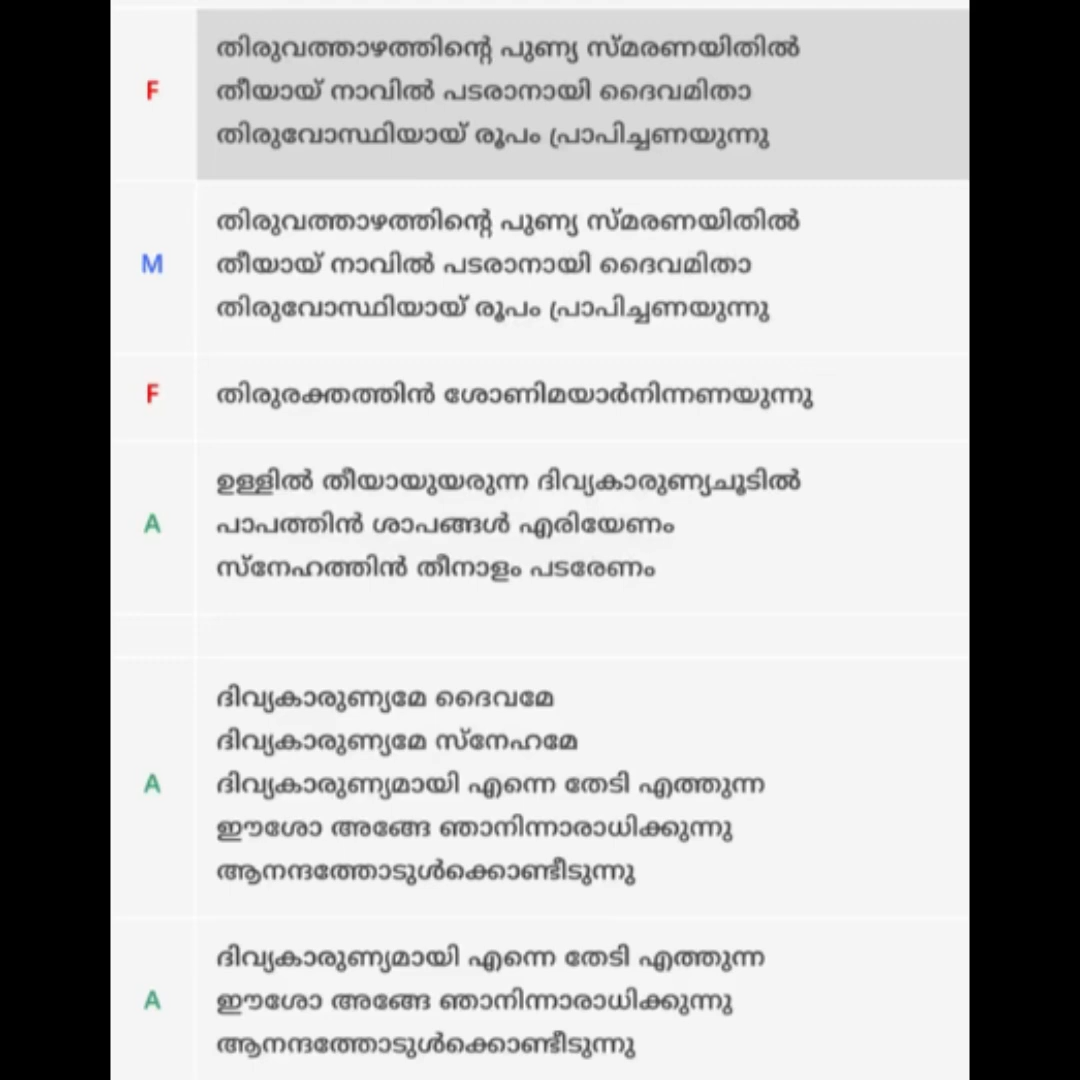 F
തിരുവത്താഴത്തിന്റെ പുണ്യ സ്മരണയിതിൽ
തീയായ് നാവിൽ പടരാനായി ദൈവമിതാ
തിരുവോസ്ഥിയായ് രൂപം പ്രാപിച്ചണയുന്നു
M
തിരുവത്താഴത്തിന്റെ പുണ്യ സ്മരണയിതിൽ
തീയായ് നാവിൽ പടരാനായി ദൈവമിതാ
തിരുവോസ്ഥിയായ് രൂപം പ്രാപിച്ചണയുന്നു
F
തിരുരക്തത്തിൻ ശോണിമയാർനിന്നണയുന്നു
A
ഉള്ളിൽ തീയായുയരുന്ന ദിവ്യകാരുണ്യചൂടിൽ
പാപത്തിൻ ശാപങ്ങൾ എരിയേണം
സ്നേഹത്തിൻ തീനാളം പടരേണം
A
ദിവ്യകാരുണ്യമേ ദൈവമേ
ദിവ്യകാരുണ്യമേ സ്നേഹമേ
ദിവ്യകാരുണ്യമായി എന്നെ തേടി എത്തുന്ന
ഈശോ അങ്ങേ ഞാനിന്നാരാധിക്കുന്നു
ആനന്ദത്തോടുൾക്കൊണ്ടീടുന്നു
A
ദിവ്യകാരുണ്യമായി എന്നെ തേടി എത്തുന്ന
ഈശോ അങ്ങേ ഞാനിന്നാരാധിക്കുന്നു
ആനന്ദത്തോടുൾക്കൊണ്ടീടുന്നു